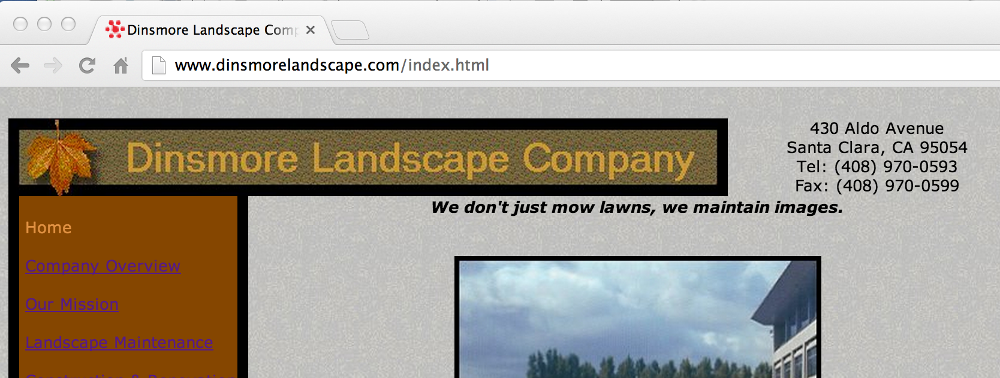 Dinsmore Landscape Comp
www.dinsmorelandscape.com/index.html
Dinsmore Landscape Company
430 Aldo Avenue
Santa Clara, CA 95054
Tel: (408) 970-0593
Fax: (408) 970-0599
We don't just mow lawns, we maintain images.
Home
Company Overview
Our Mission
Landscape Maintenance
Construction & Renovation